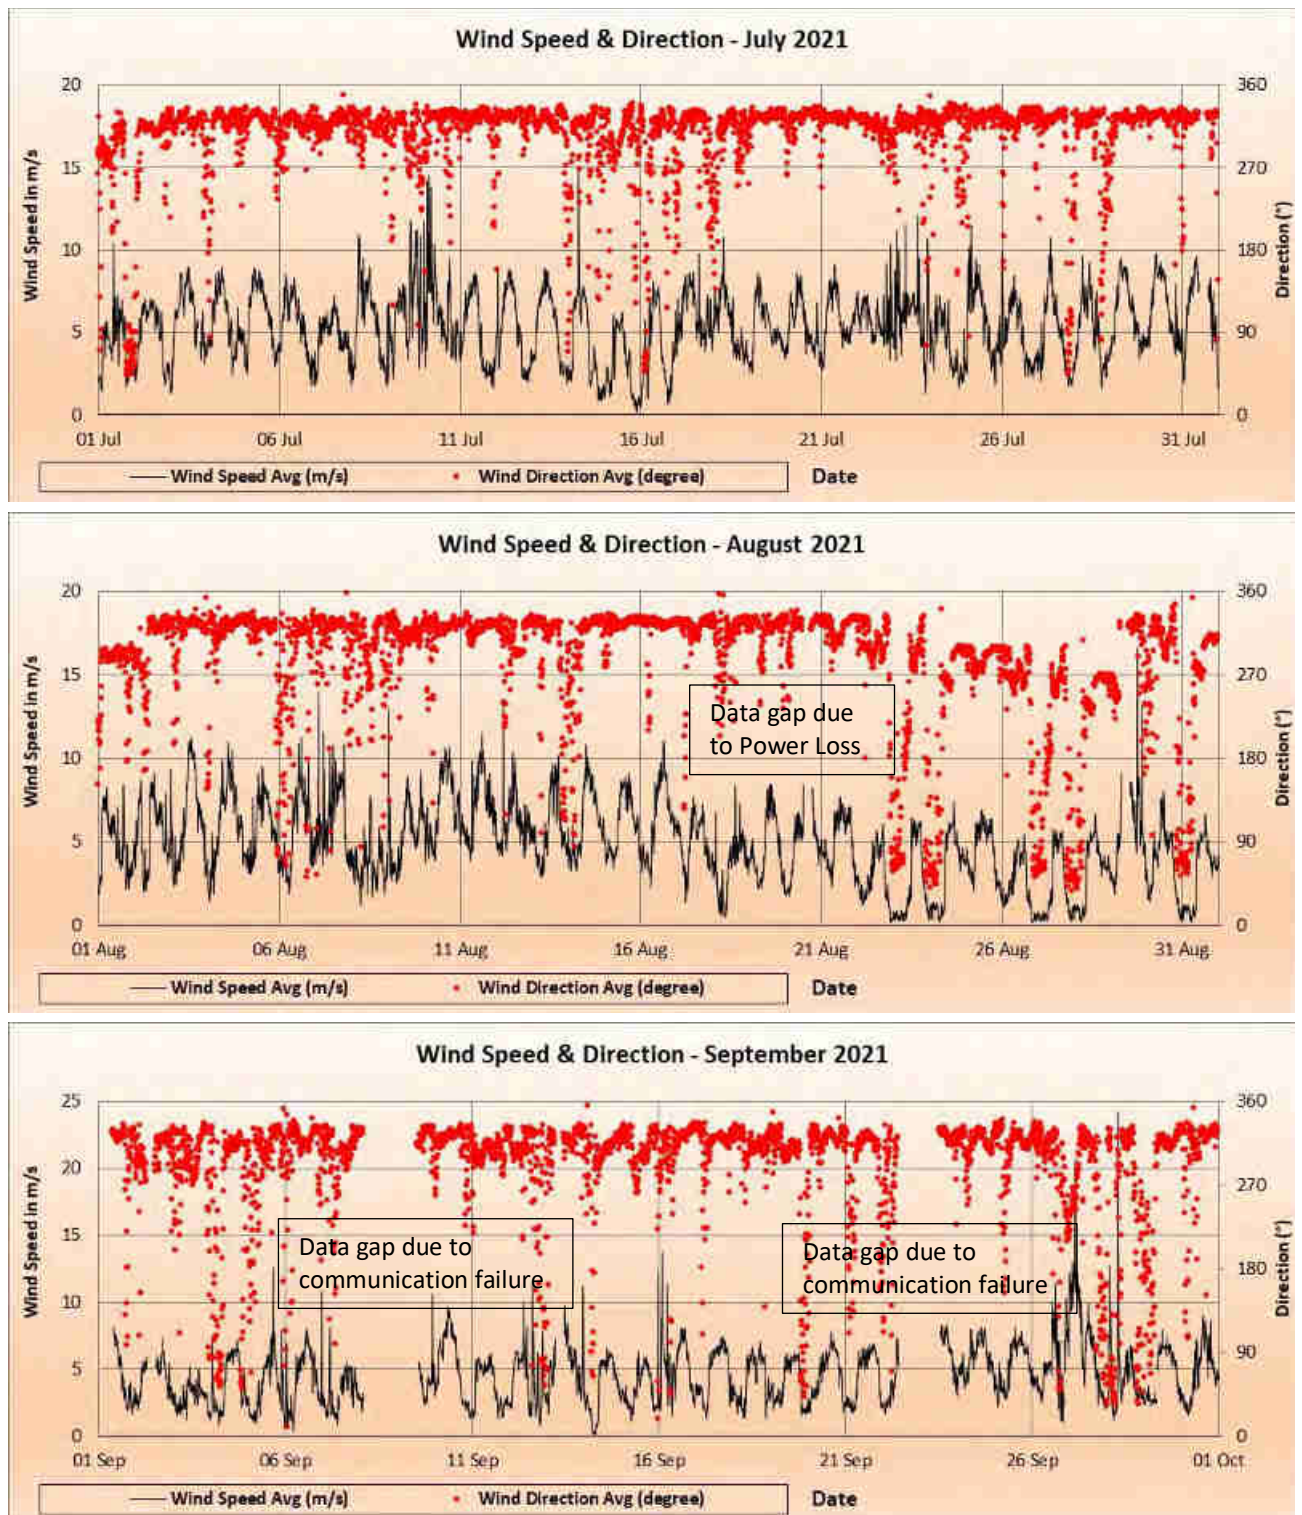 Wind Speed & Direction - July 2021
20
15
10
5
0
Wind Speed in m/s
360
270
180
90
0
Direction (°)
01 Jul 06 Jul 11 Jul 16 Jul 21 Jul 26 Jul 31 Jul
Wind Speed Avg (m/s) Wind Direction Avg (degree) Date
Wind Speed & Direction - August 2021
20
15
10
5
0
Wind Speed in m/s
360
270
180
90
0
Direction (°)
Data gap due
to Power Loss
01 Aug 06 Aug 11 Aug 16 Aug 21 Aug 26 Aug 31 Aug
Wind Speed Avg (m/s) Wind Direction Avg (degree) Date
Wind Speed & Direction - September 2021
25
20
15
10
5
0
Wind Speed in m/s
360
270
180
90
0
Direction (°)
Data gap due to
communication failure
Data gap due to
communication failure
01 Sep 06 Sep 11 Sep 16 Sep 21 Sep 26 Sep 01 Oct
Wind Speed Avg (m/s) Wind Direction Avg (degree) Date